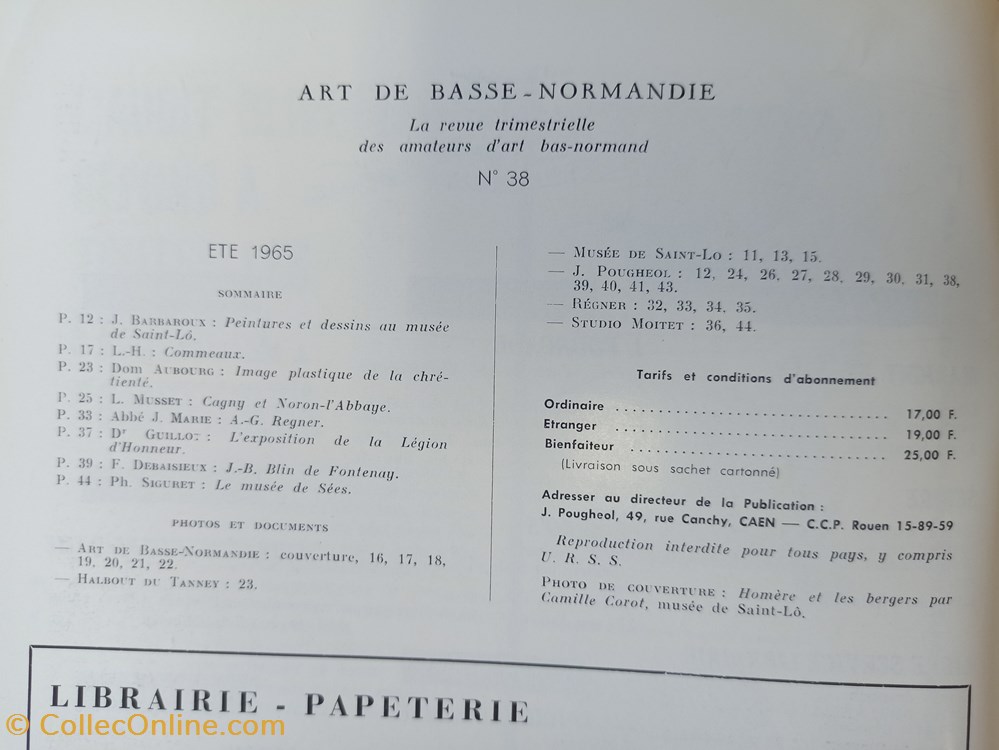 ART DE BASSE-NORMANDIE
La revue trimestrielle
des amateurs d'art bas-normand
N° 38
ETE 1965
SOMMAIRE
P. 12 : J. BARBAROUX : Peintures et dessins au musée
de Saint-Lô.
P. 17 : L.-H. : Commeaux.
P. 23 : Dom AUBOURG : Image plastique de la chré-
tienté.
P. 25 : L. MUSSET : Cagny et Noron-l'Abbaye.
P. 33 : Abbé J. MARIE : A.-G. Regner.
P. 37 : Dr GUILLOT : L'exposition de la Légion
d'Honneur.
P. 39 : F. DEBAISIEUX : J.-B. Blin de Fontenay.
P. 44 : Ph. SIGURET : Le musée de Sées.
PHOTOS ET DOCUMENTS
— ART DE BASSE-NORMANDIE : couverture, 16, 17, 18,
19, 20, 21, 22.
— HALBOUT DU TANNEY : 23.
— MUSÉE DE SAINT-LO : 11, 13, 15.
— J. POUGHEOL : 12, 24, 26, 27, 28, 29, 30, 31, 38,
39, 40, 41, 43.
— RÉGNER : 32, 33, 34, 35.
— STUDIO MOITET : 36, 44.
Tarifs et conditions d'abonnement
Ordinaire .............................. 17,00 F.
Etranger .............................. 19,00 F.
Bienfaiteur .............................. 25,00 F.
(Livraison sous sachet cartonné)
Adresser au directeur de la Publication :
J. Pougheol, 49, rue Canchy, CAEN — C.C.P. Rouen 15-89-59
Reproduction interdite pour tous pays, y compris
U. R. S. S.
PHOTO DE COUVERTURE : Homère et les bergers par
Camille Corot, musée de Saint-Lô.
LIBRAIRIE - PAPETERIE
© CollecOnline.com